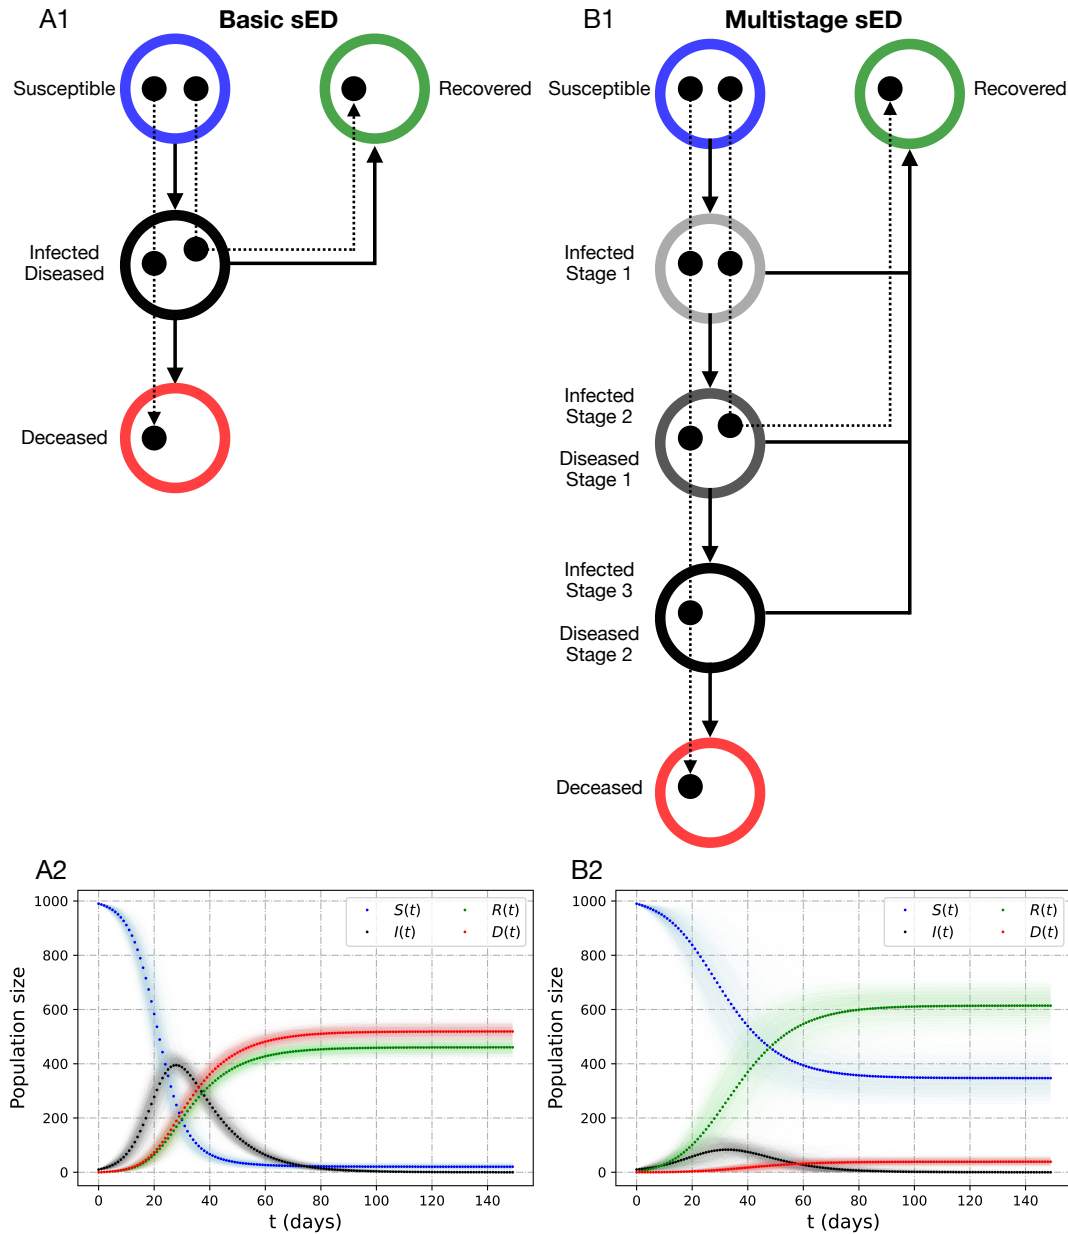 A1
Basic sED
Susceptible
Recovered
Infected
Diseased
Deceased
B1
Multistage sED
Susceptible
Recovered
Infected
Stage 1
Infected
Stage 2
Diseased
Stage 1
Infected
Stage 3
Diseased
Stage 2
Deceased
A2
1000
800
600
400
200
0
Population size
S(t)
R(t)
I(t)
D(t)
0 20 40 60 80 100 120 140
t (days)
B2
1000
800
600
400
200
0
Population size
S(t)
R(t)
I(t)
D(t)
0 20 40 60 80 100 120 140
t (days)